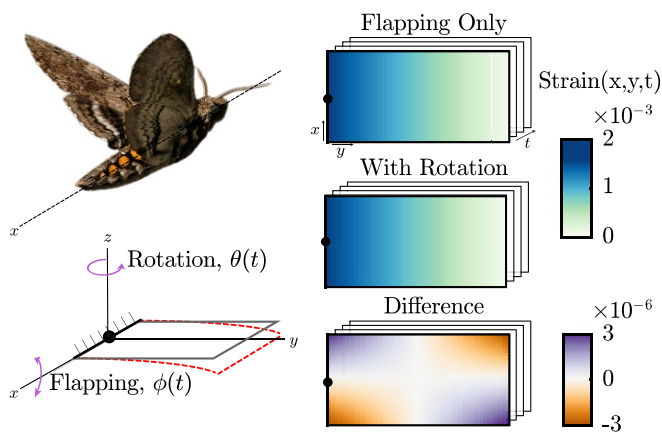 Flapping Only
x
y
t
Strain(x,y,t)
×10⁻³
2
1
0
With Rotation
x
z
Rotation, θ(t)
y
x
Flapping, ϕ(t)
Difference
×10⁻⁶
3
0
-3